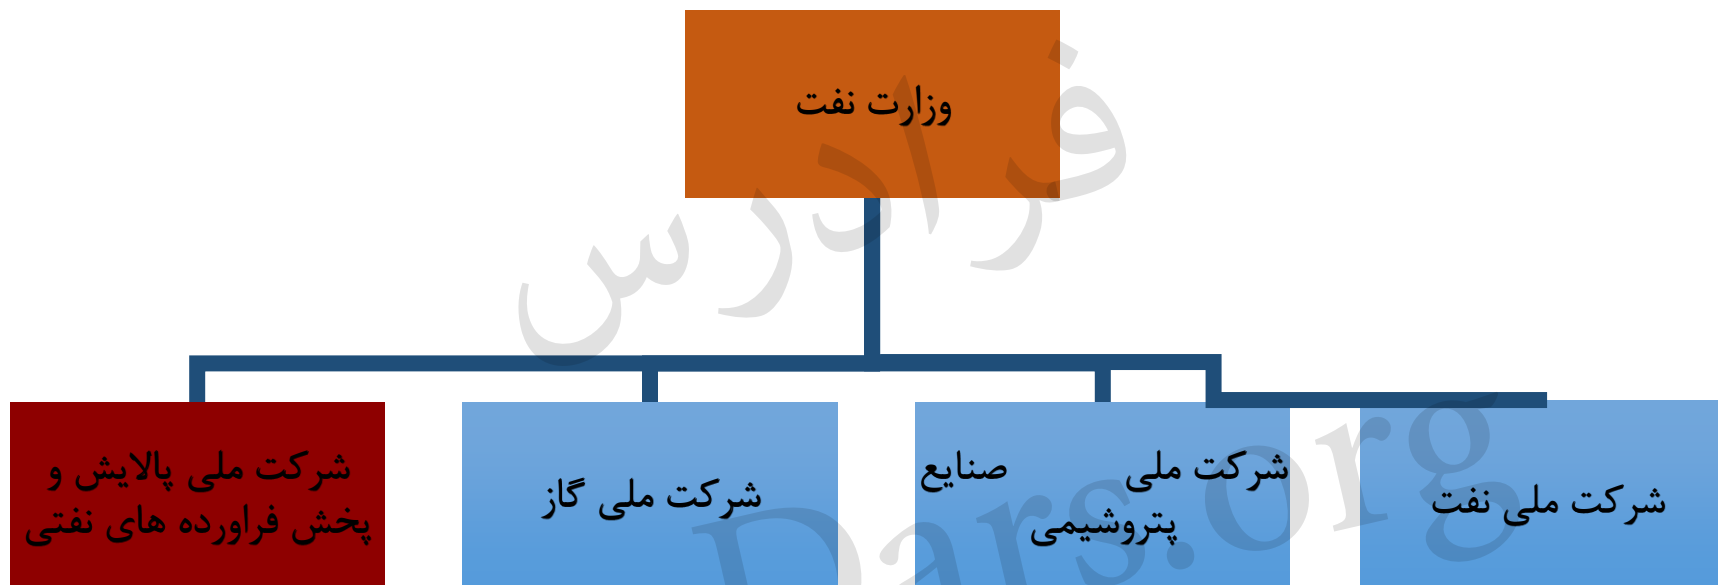 وزارت نفت
شرکت ملی نفت
شرکت ملی صنایع
پتروشیمی
شرکت ملی گاز
شرکت ملی پالایش و
پخش فراورده های نفتی
فرادرس
Dars.org